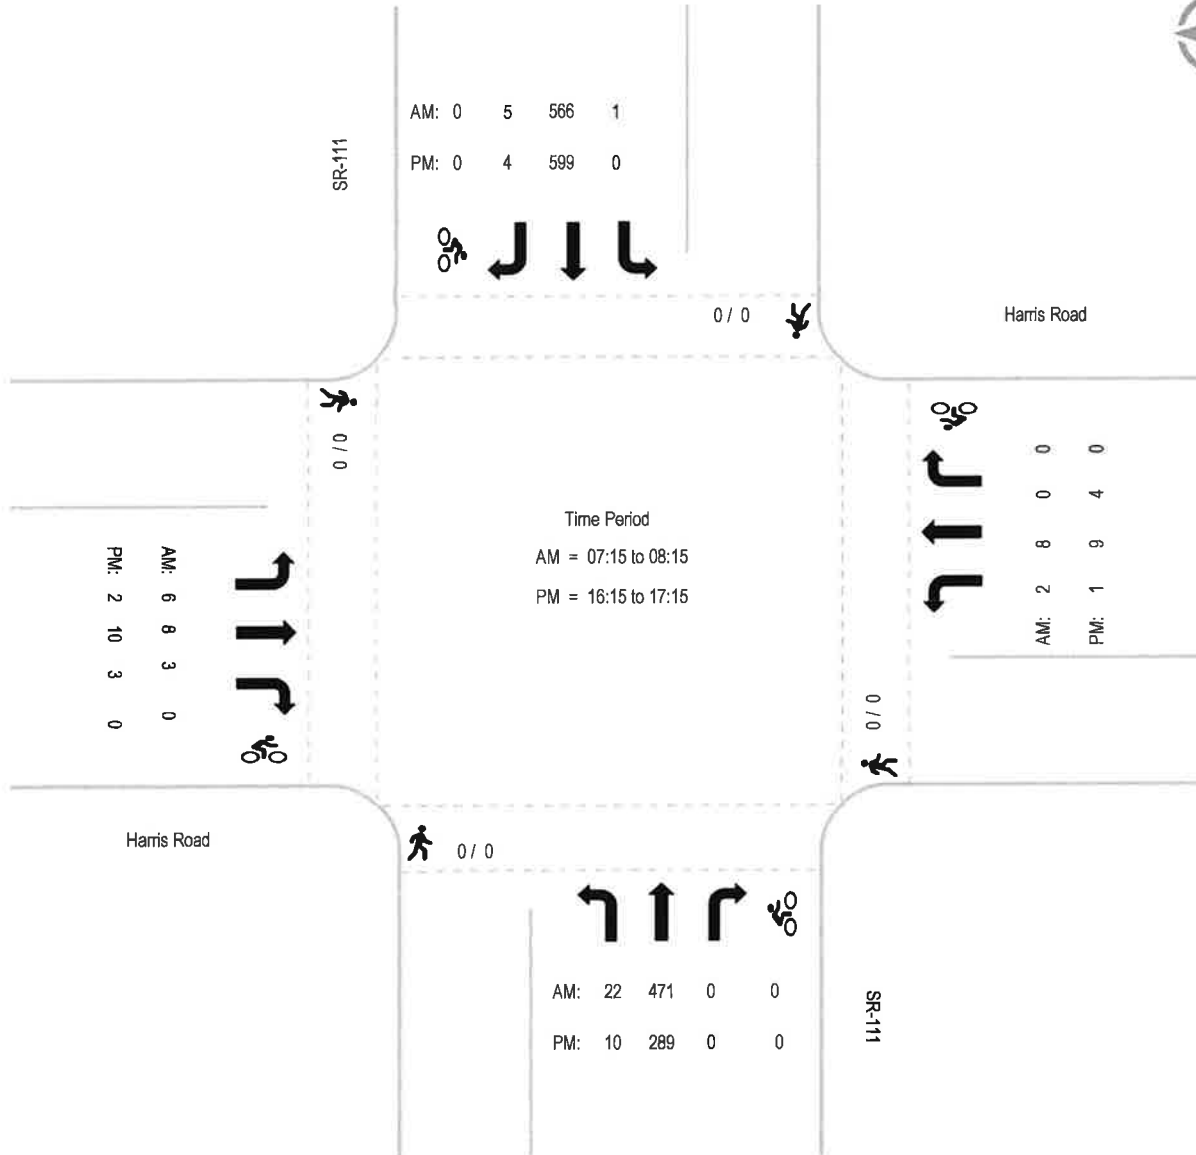 AM: 0 5 566 1
PM: 0 4 599 0
SR-111
0 / 0
Harris Road
0 / 0
Time Period
AM = 07:15 to 08:15
PM = 16:15 to 17:15
AM: 2 8 0 0
PM: 1 9 4 0
AM: 6 8 3 0
PM: 2 10 3 0
0 / 0
Harris Road
0 / 0
AM: 22 471 0 0
PM: 10 289 0 0
SR-111